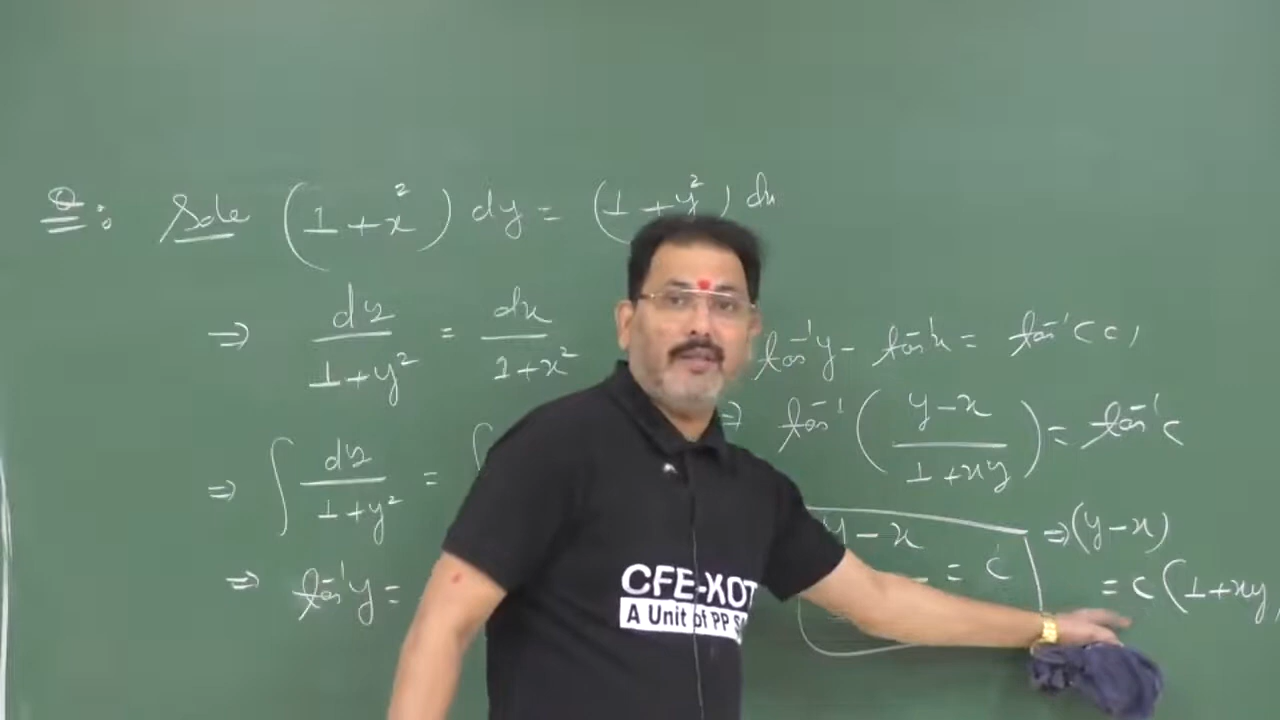 Q: Solve (1+x²) dy = (1+y²) dx
⇒ dy/1+y² = dx/1+x²
⇒ ∫ dy/1+y² = ∫
⇒ tan⁻¹y =
tan⁻¹y - tan⁻¹x = tan⁻¹(c)
⇒ tan⁻¹(y-x/1+xy) = tan⁻¹c
y-x = c
⇒ (y-x)
= c(1+xy)
CFE-KOT
A Unit of PP S